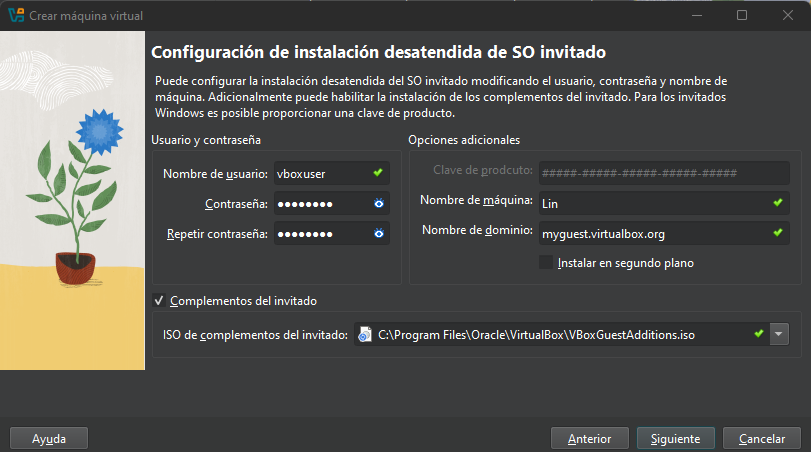 Crear máquina virtual
Configuración de instalación desatendida de SO invitado
Puede configurar la instalación desatendida del SO invitado modificando el usuario, contraseña y nombre de
máquina. Adicionalmente puede habilitar la instalación de los complementos del invitado. Para los invitados
Windows es posible proporcionar una clave de producto.
Usuario y contraseña
Nombre de usuario: vboxuser
Contraseña: ●●●●●●●●
Repetir contraseña: ●●●●●●●●
Opciones adicionales
Clave de prodcuto: #####-#####-#####-#####-#####
Nombre de máquina: Lin
Nombre de dominio: myguest.virtualbox.org
Instalar en segundo plano
Complementos del invitado
ISO de complementos del invitado: C:\Program Files\Oracle\VirtualBox\VBoxGuestAdditions.iso
Ayuda
Anterior
Siguiente
Cancelar